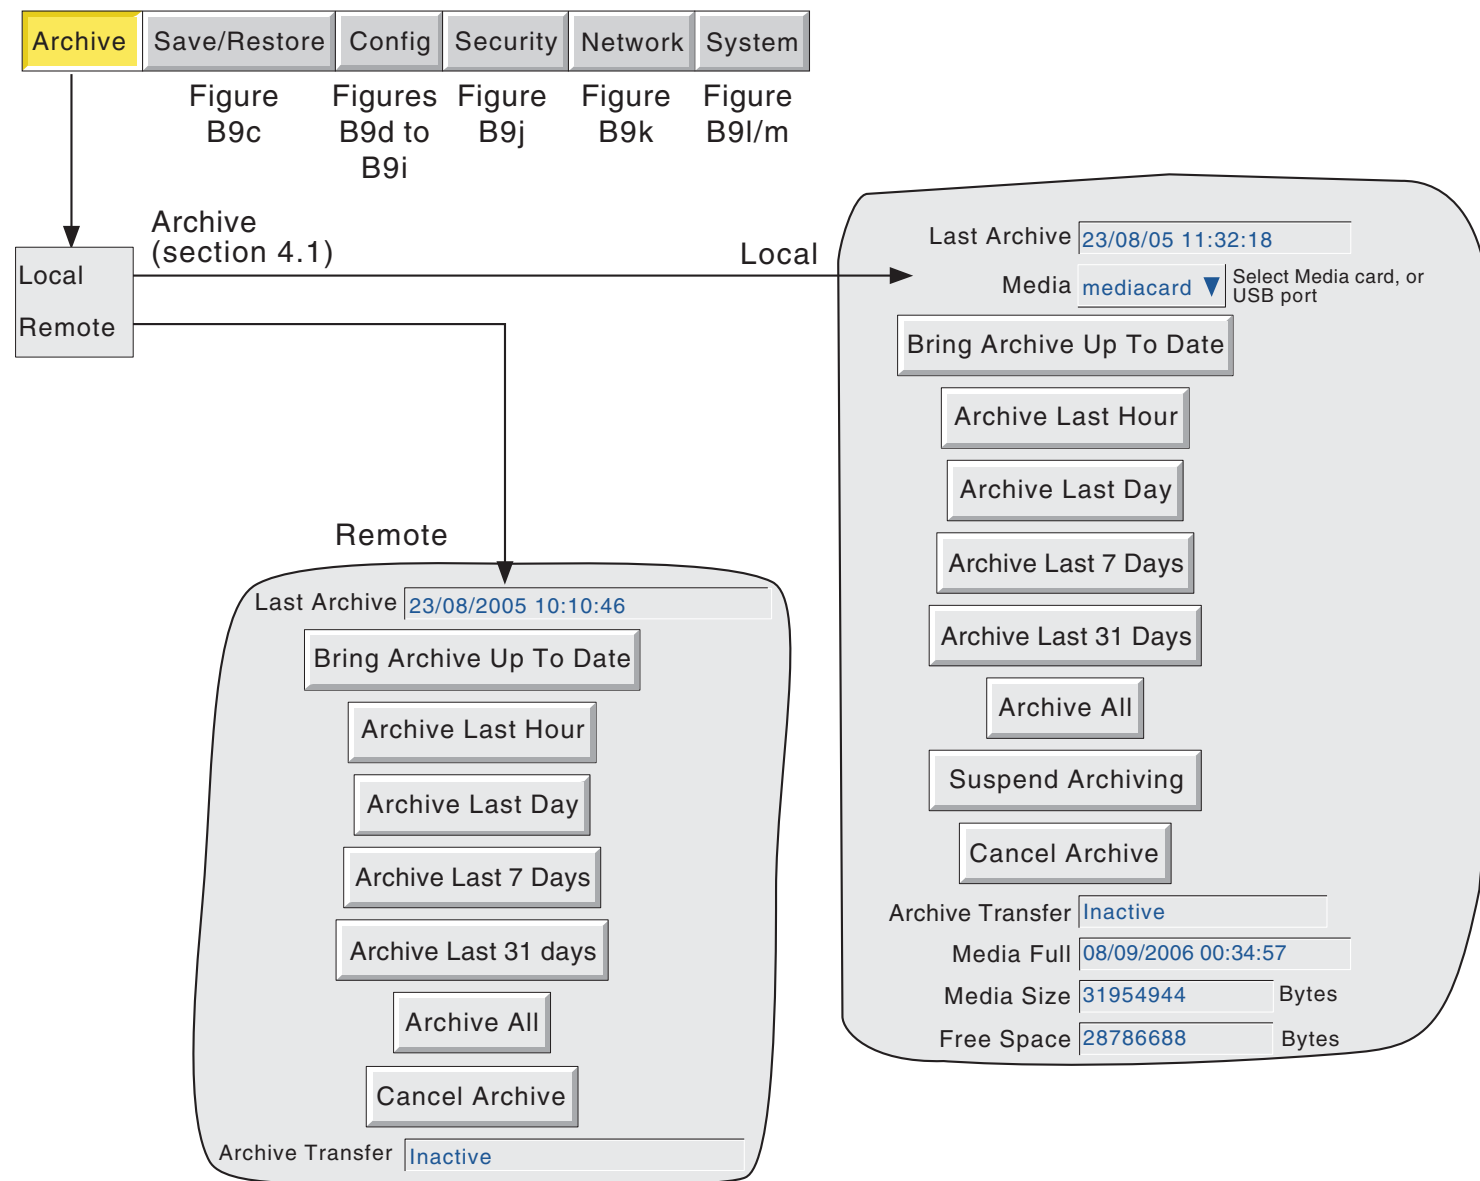 Archive Save/Restore Config Security Network System
Figure B9c
Figures B9d to B9i
Figure B9j
Figure B9k
Figure B9l/m
Archive
(section 4.1)
Local
Remote
Local
Last Archive 23/08/05 11:32:18
Media mediacard Select Media card, or
USB port
Bring Archive Up To Date
Archive Last Hour
Archive Last Day
Archive Last 7 Days
Archive Last 31 Days
Archive All
Suspend Archiving
Cancel Archive
Archive Transfer Inactive
Media Full 08/09/2006 00:34:57
Media Size 31954944 Bytes
Free Space 28786688 Bytes
Remote
Last Archive 23/08/2005 10:10:46
Bring Archive Up To Date
Archive Last Hour
Archive Last Day
Archive Last 7 Days
Archive Last 31 days
Archive All
Cancel Archive
Archive Transfer Inactive